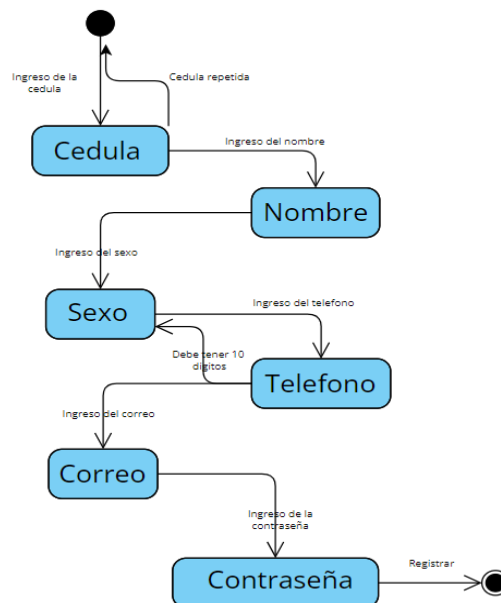 Ingreso de la
cedula
Cedula repetida
Cedula
Ingreso del nombre
Nombre
Ingreso del sexo
Sexo
Ingreso del telefono
Debe tener 10
digitos
Telefono
Ingreso del correo
Correo
Ingreso de la
contraseña
Contraseña
Registrar